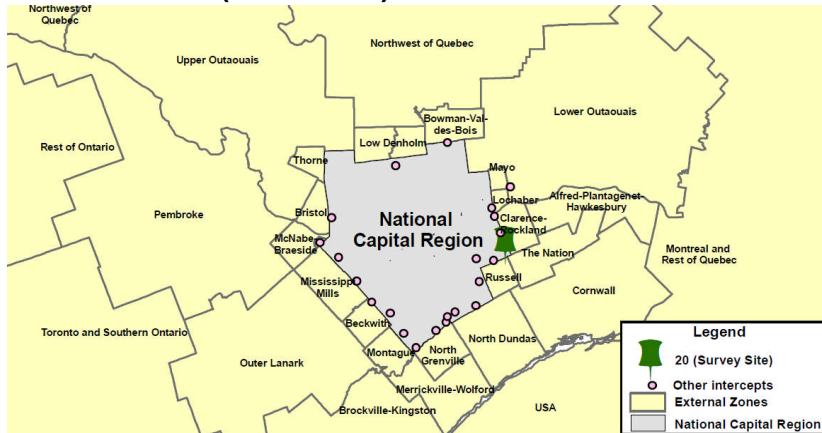 Northwest of
Quebec
Northwest of Quebec
Upper Outaouais
Bowman-Val-
des-Bois
Lower Outaouais
Low Denholm
Rest of Ontario
Thorne
Mayo
Lochaber
Alfred-Plantagenet-
Hawkesbury
Pembroke
Bristol
National
Capital Region
Clarence-
Rockland
McNabe-
Braeside
The Nation
Montreal and
Rest of Quebec
Mississippi
Mills
Russell
Cornwall
Toronto and Southern Ontario
Beckwith
North Dundas
Outer Lanark
Montague
North
Grenville
Merrickville-Wolford
Brockville-Kingston
USA
Legend
20 (Survey Site)
Other intercepts
External Zones
National Capital Region